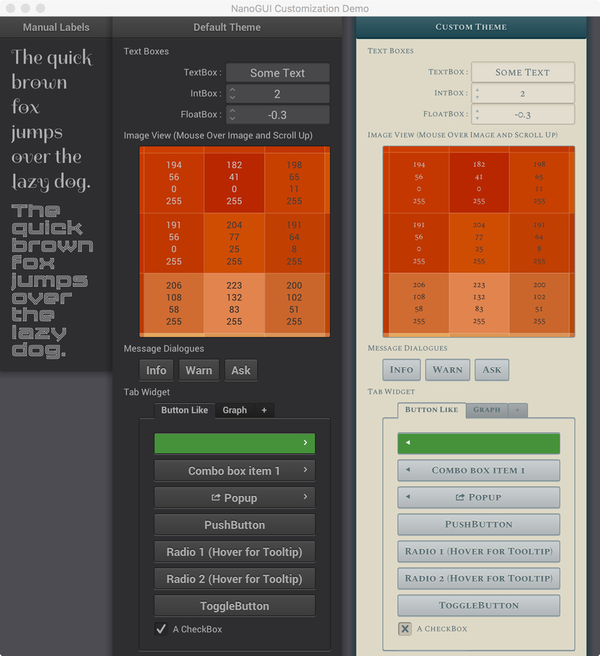 NanoGUI Customization Demo
Manual Labels
The quick
brown
fox
jumps
over the
lazy dog.
The
quick
brown
fox
jumps
over
the
lazy
dog.
Default Theme
Text Boxes
TextBox : Some Text
IntBox : 2
FloatBox : -0.3
Image View (Mouse Over Image and Scroll Up)
194 182 198
56 41 65
0 0 11
255 255 255
191 204 191
56 77 64
0 25 8
255 255 255
206 223 200
108 132 102
58 83 51
255 255 255
Message Dialogues
Info Warn Ask
Tab Widget
Button Like Graph +
Combo box item 1
Popup
PushButton
Radio 1 (Hover for Tooltip)
Radio 2 (Hover for Tooltip)
ToggleButton
A CheckBox
Custom Theme
Text Boxes
TextBox : Some Text
IntBox : 2
FloatBox : -0.3
Image View (Mouse Over Image and Scroll Up)
194 182 198
56 41 65
0 0 11
255 255 255
191 204 191
56 77 64
0 25 8
255 255 255
206 223 200
108 132 102
58 83 51
255 255 255
Message Dialogues
Info Warn Ask
Tab Widget
Button Like Graph +
Combo box item 1
Popup
PushButton
Radio 1 (Hover for Tooltip)
Radio 2 (Hover for Tooltip)
ToggleButton
A CheckBox